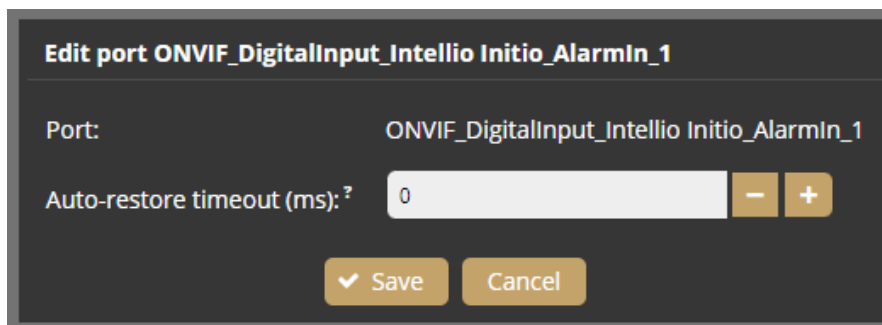 Edit port ONVIF_DigitalInput_Intellio Initio_AlarmIn_1
Port: ONVIF_DigitalInput_Intellio Initio_AlarmIn_1
Auto-restore timeout (ms): ? 0 − +
Save Cancel